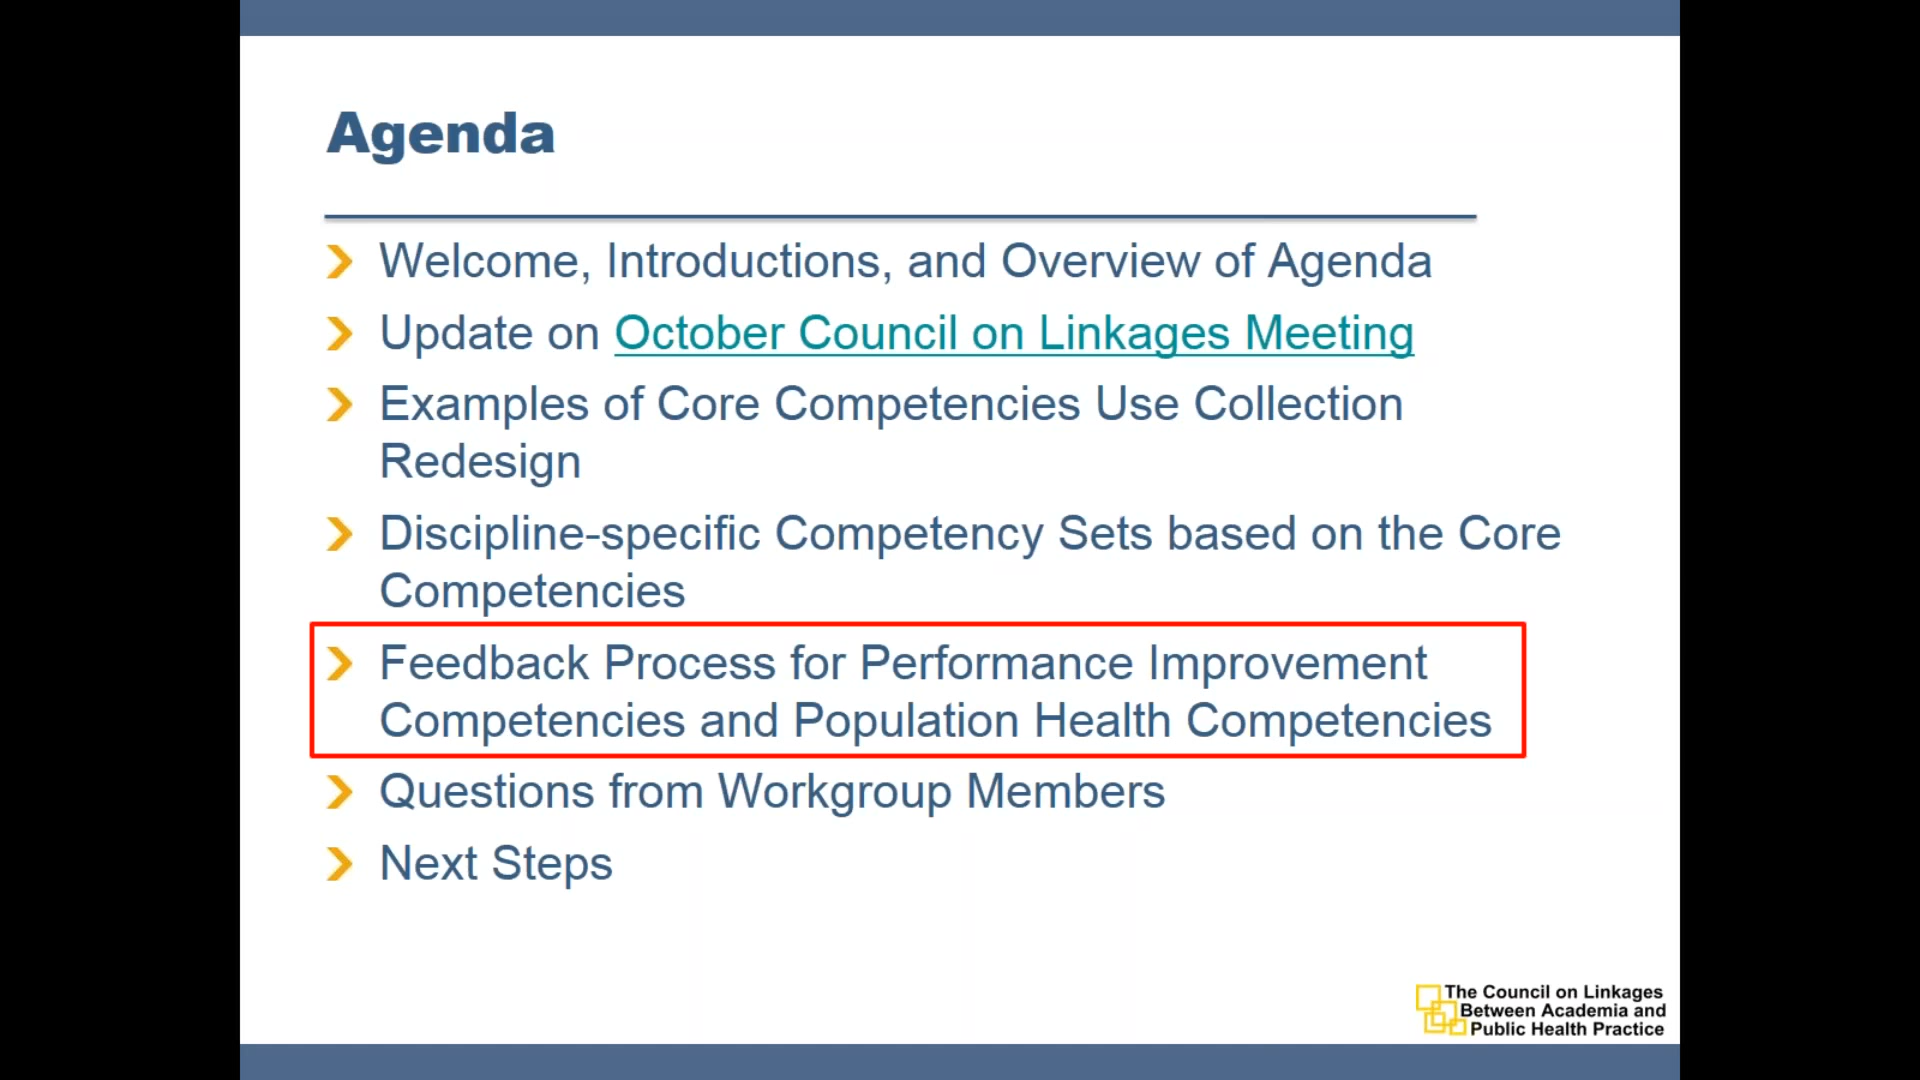 Agenda
Welcome, Introductions, and Overview of Agenda
Update on October Council on Linkages Meeting
Examples of Core Competencies Use Collection
Redesign
Discipline-specific Competency Sets based on the Core
Competencies
Feedback Process for Performance Improvement
Competencies and Population Health Competencies
Questions from Workgroup Members
Next Steps
The Council on Linkages
Between Academia and
Public Health Practice